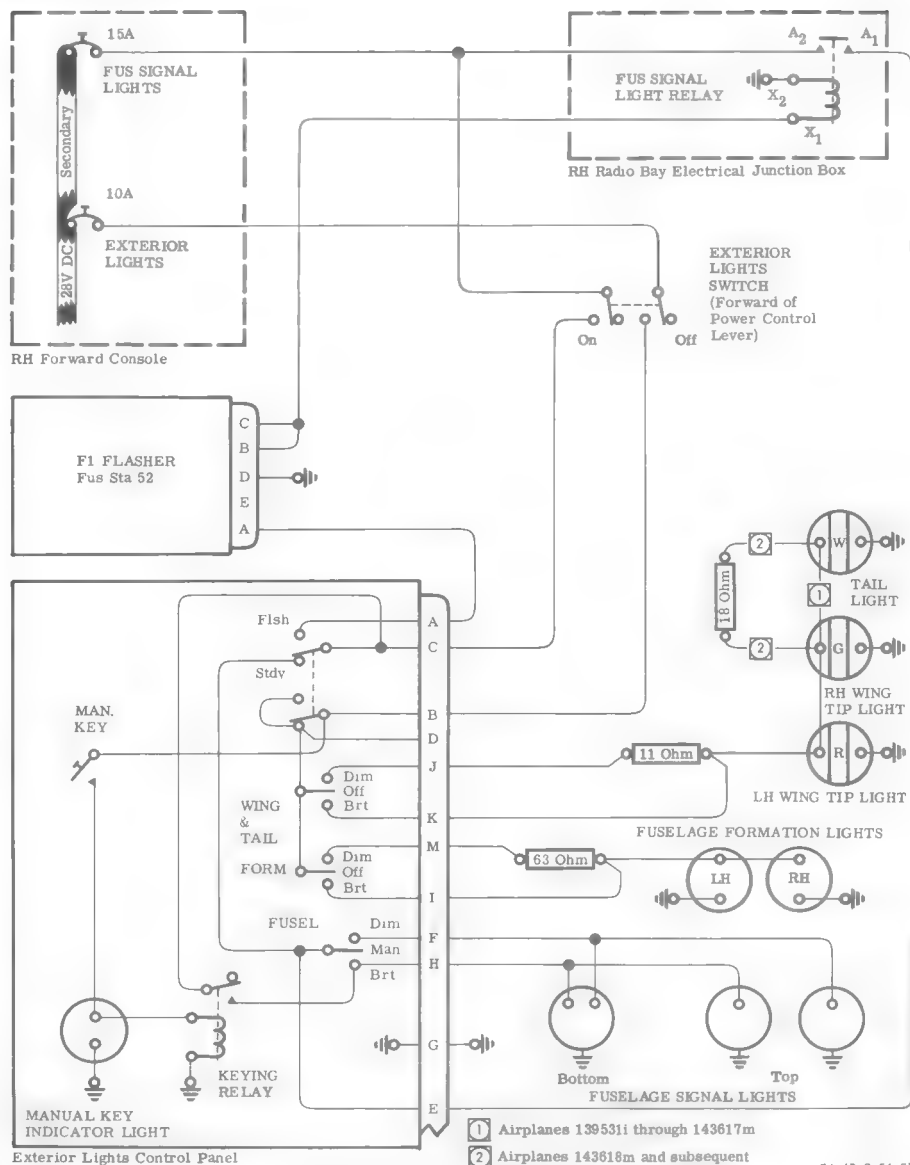 15A
FUS SIGNAL
LIGHTS
Secondary
28V DC
10A
EXTERIOR
LIGHTS
RH Forward Console
A2
A1
FUS SIGNAL
LIGHT RELAY
X2
X1
RH Radio Bay Electrical Junction Box
EXTERIOR
LIGHTS
SWITCH
(Forward of
Power Control
Lever)
On
Off
F1 FLASHER
Fus Sta 52
C
B
D
E
A
2
W
1
TAIL
LIGHT
18 Ohm
2
G
RH WING
TIP LIGHT
11 Ohm
R
LH WING TIP LIGHT
Flsh
A
C
Stdy
MAN.
KEY
B
D
J
Dim
Off
Brt
WING
&
TAIL
K
M
FORM
Dim
Off
Brt
I
63 Ohm
FUSELAGE FORMATION LIGHTS
LH
RH
FUSEL
Dim
Man
Brt
F
H
G
E
KEYING
RELAY
MANUAL KEY
INDICATOR LIGHT
Bottom
Top
FUSELAGE SIGNAL LIGHTS
1 Airplanes 139531i through 143617m
2 Airplanes 143618m and subsequent
Exterior Lights Control Panel